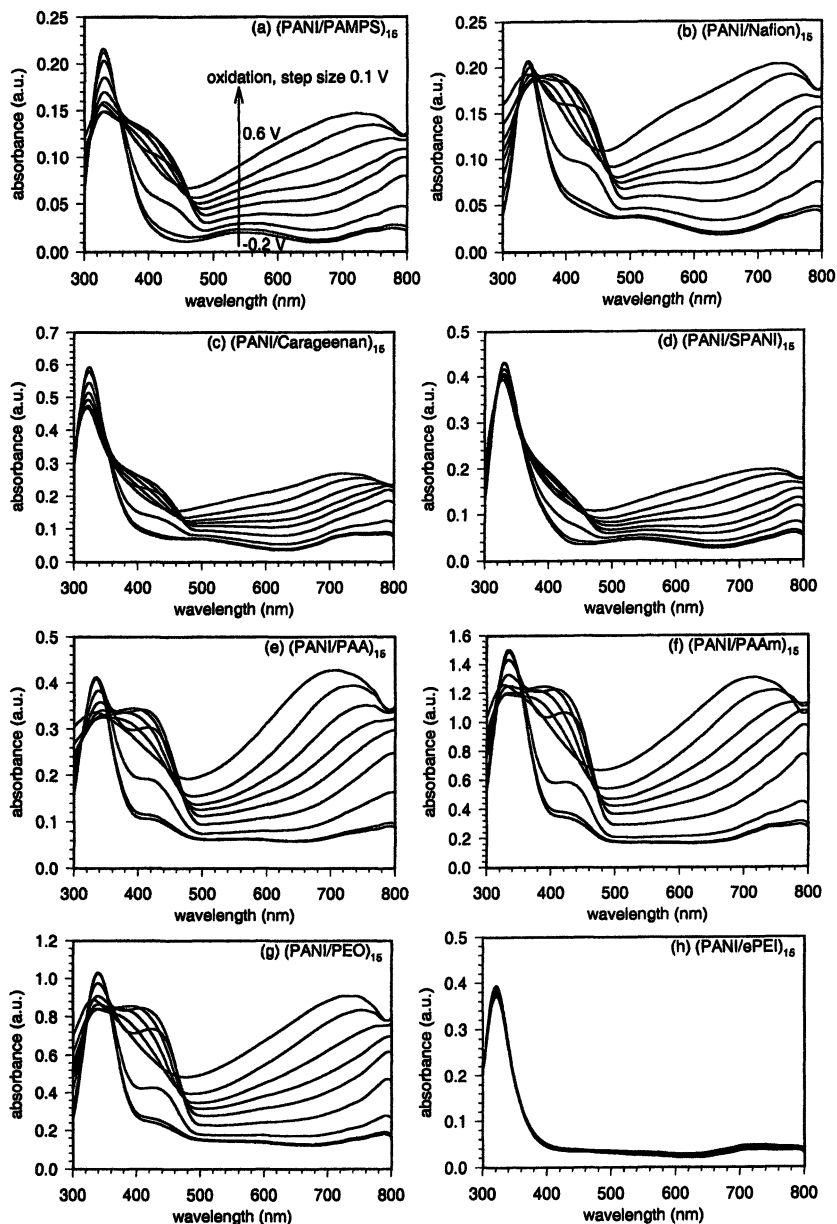 (a) (PANI/PAMPS)15
absorbance (a.u.)
0.25
0.20
0.15
0.10
0.05
0.00
oxidation, step size 0.1 V
0.6 V
-0.2 V
300 400 500 600 700 800
wavelength (nm)
(b) (PANI/Nafion)15
absorbance (a.u.)
0.25
0.20
0.15
0.10
0.05
0.00
300 400 500 600 700 800
wavelength (nm)
(c) (PANI/Carageenan)15
absorbance (a.u.)
0.7
0.6
0.5
0.4
0.3
0.2
0.1
0.0
300 400 500 600 700 800
wavelength (nm)
(d) (PANI/SPANI)15
absorbance (a.u.)
0.5
0.4
0.3
0.2
0.1
0.0
300 400 500 600 700 800
wavelength (nm)
(e) (PANI/PAA)15
absorbance (a.u.)
0.5
0.4
0.3
0.2
0.1
0.0
300 400 500 600 700 800
wavelength (nm)
(f) (PANI/PAAm)15
absorbance (a.u.)
1.6
1.4
1.2
1.0
0.8
0.6
0.4
0.2
0.0
300 400 500 600 700 800
wavelength (nm)
(g) (PANI/PEO)15
absorbance (a.u.)
1.2
1.0
0.8
0.6
0.4
0.2
0.0
300 400 500 600 700 800
wavelength (nm)
(h) (PANI/ePEI)15
absorbance (a.u.)
0.5
0.4
0.3
0.2
0.1
0.0
300 400 500 600 700 800
wavelength (nm)